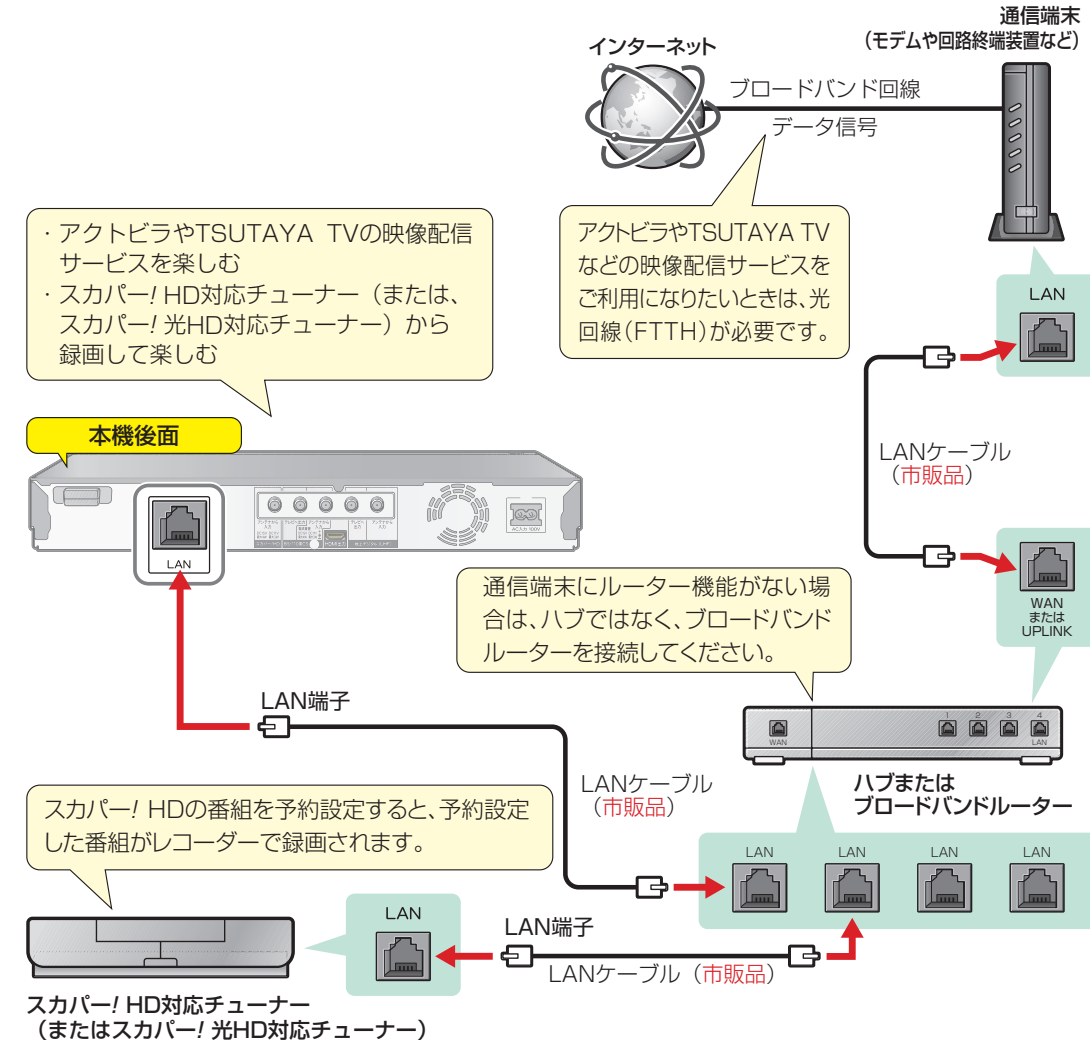 通信端末
（モデムや回路終端装置など）
インターネット
ブロードバンド回線
データ信号
・アクトビラやTSUTAYA TVの映像配信
サービスを楽しむ
・スカパー! HD対応チューナー（または、
スカパー! 光HD対応チューナー）から
録画して楽しむ
アクトビラやTSUTAYA TV
などの映像配信サービスを
ご利用になりたいときは、光
回線（FTTH）が必要です。
LAN
本機後面
LANケーブル
（市販品）
AC入力 100V
LAN
通信端末にルーター機能がない場
合は、ハブではなく、ブロードバンド
ルーターを接続してください。
WAN
または
UPLINK
LAN端子
WAN
1 2 3 4
LAN
LANケーブル
（市販品）
ハブまたは
ブロードバンドルーター
スカパー! HDの番組を予約設定すると、予約設定
した番組がレコーダーで録画されます。
LAN LAN LAN LAN
LAN
LAN端子
LANケーブル（市販品）
スカパー! HD対応チューナー
（またはスカパー! 光HD対応チューナー）